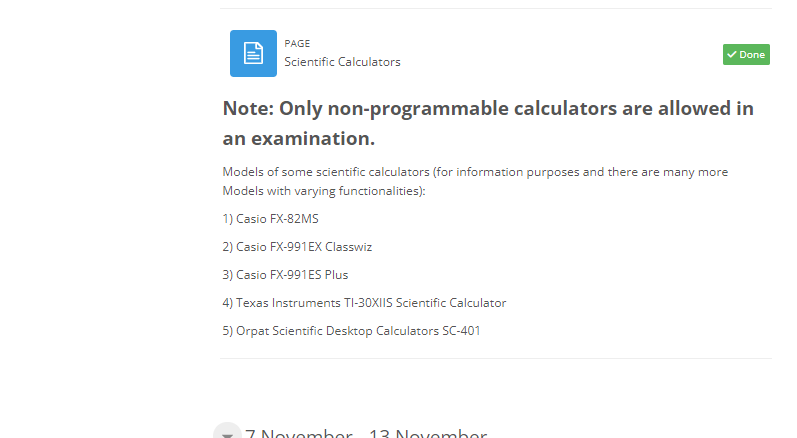 PAGE
Scientific Calculators
Done
Note: Only non-programmable calculators are allowed in
an examination.
Models of some scientific calculators (for information purposes and there are many more
Models with varying functionalities):
1) Casio FX-82MS
2) Casio FX-991EX Classwiz
3) Casio FX-991ES Plus
4) Texas Instruments TI-30XIIS Scientific Calculator
5) Orpat Scientific Desktop Calculators SC-401
7 November - 13 November